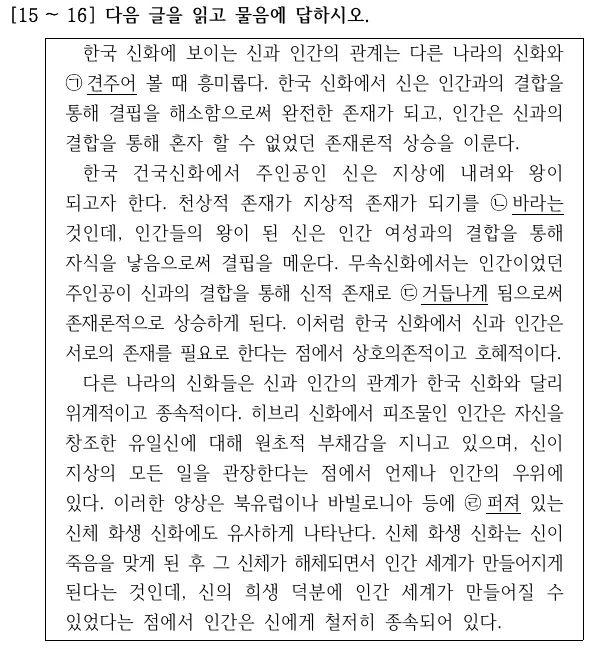 [15 ~ 16] 다음 글을 읽고 물음에 답하시오.
한국 신화에 보이는 신과 인간의 관계는 다른 나라의 신화와
㉠ 견주어 볼 때 흥미롭다. 한국 신화에서 신은 인간과의 결합을
통해 결핍을 해소함으로써 완전한 존재가 되고, 인간은 신과의
결합을 통해 혼자 할 수 없었던 존재론적 상승을 이룬다.
한국 건국신화에서 주인공인 신은 지상에 내려와 왕이
되고자 한다. 천상적 존재가 지상적 존재가 되기를 ㉡ 바라는
것인데, 인간들의 왕이 된 신은 인간 여성과의 결합을 통해
자식을 낳음으로써 결핍을 메운다. 무속신화에서는 인간이었던
주인공이 신과의 결합을 통해 신적 존재로 ㉢ 거듭나게 됨으로써
존재론적으로 상승하게 된다. 이처럼 한국 신화에서 신과 인간은
서로의 존재를 필요로 한다는 점에서 상호의존적이고 호혜적이다.
다른 나라의 신화들은 신과 인간의 관계가 한국 신화와 달리
위계적이고 종속적이다. 히브리 신화에서 피조물인 인간은 자신을
창조한 유일신에 대해 원초적 부채감을 지니고 있으며, 신이
지상의 모든 일을 관장한다는 점에서 언제나 인간의 우위에
있다. 이러한 양상은 북유럽이나 바빌로니아 등에 ㉣ 퍼져 있는
신체 화생 신화에도 유사하게 나타난다. 신체 화생 신화는 신이
죽음을 맞게 된 후 그 신체가 해체되면서 인간 세계가 만들어지게
된다는 것인데, 신의 희생 덕분에 인간 세계가 만들어질 수
있었다는 점에서 인간은 신에게 철저히 종속되어 있다.